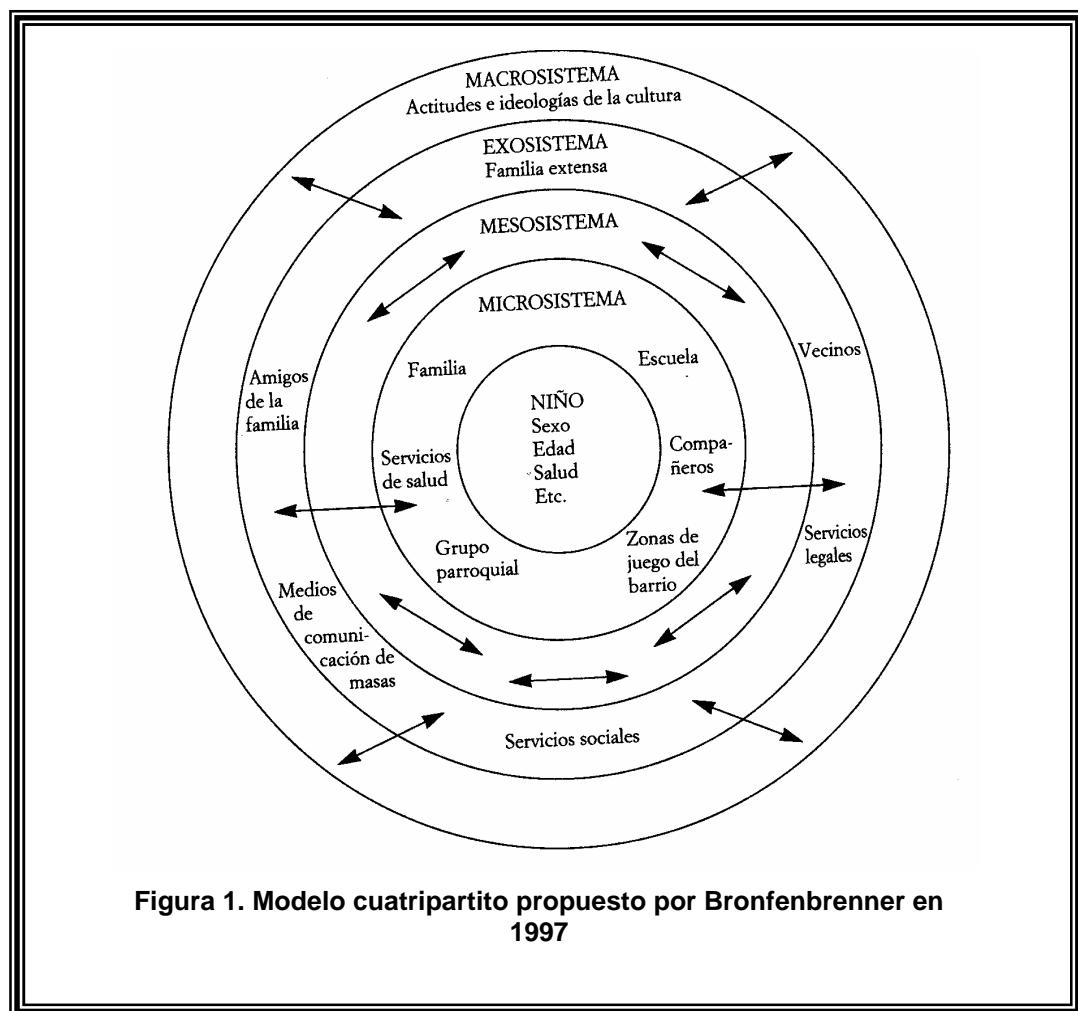 MACROSISTEMA
Actitudes e ideologías de la cultura
EXOSISTEMA
Familia extensa
MESOSISTEMA
MICROSISTEMA
Familia
Escuela
Vecinos
Amigos
de la
familia
NIÑO
Sexo
Edad
Salud
Etc.
Servicios
de salud
Compa-
ñeros
Grupo
parroquial
Zonas de
juego del
barrio
Servicios
legales
Medios
de
comuni-
cación de
masas
Servicios sociales
Figura 1. Modelo cuatripartito propuesto por Bronfenbrenner en
1997